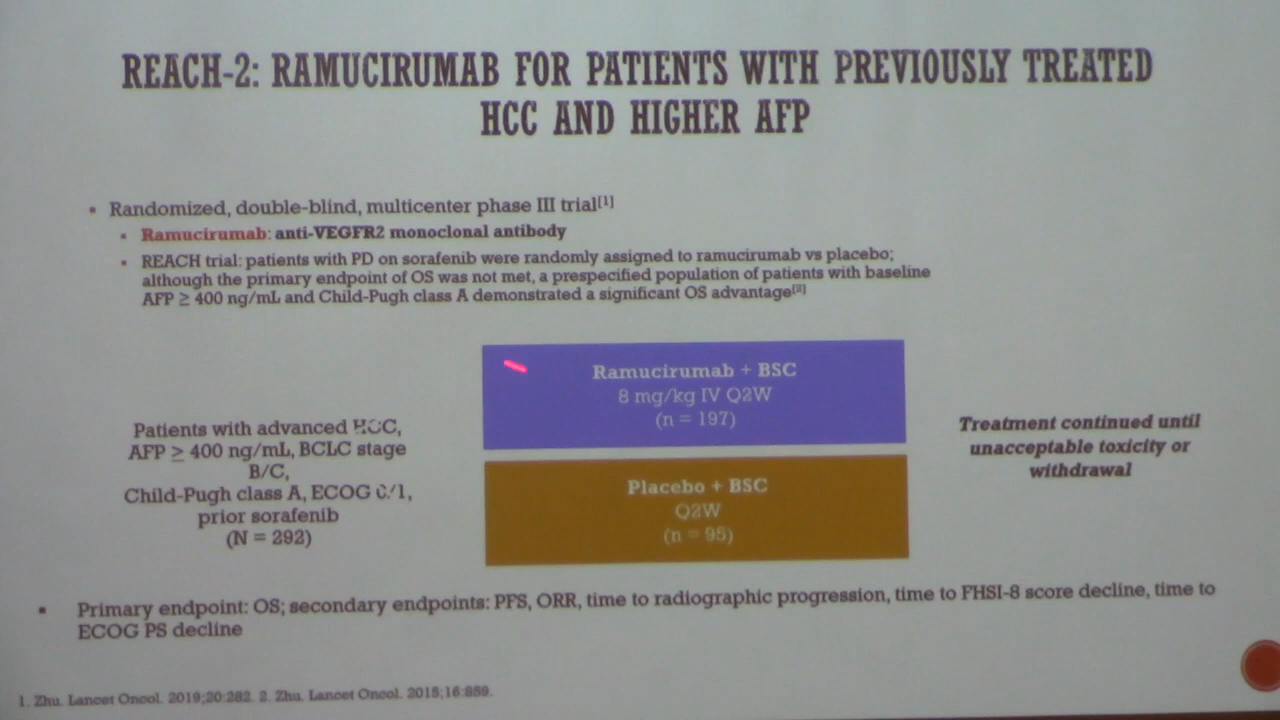 REACH-2: RAMUCIRUMAB FOR PATIENTS WITH PREVIOUSLY TREATED
HCC AND HIGHER AFP
▪ Randomized, double-blind, multicenter phase III trial[1]
▪ Ramucirumab: anti-VEGFR2 monoclonal antibody
▪ REACH trial: patients with PD on sorafenib were randomly assigned to ramucirumab vs placebo;
although the primary endpoint of OS was not met, a prespecified population of patients with baseline
AFP ≥ 400 ng/mL and Child-Pugh class A demonstrated a significant OS advantage[2]
Patients with advanced HCC,
AFP ≥ 400 ng/mL, BCLC stage
B/C,
Child-Pugh class A, ECOG 0/1,
prior sorafenib
(N = 292)
Ramucirumab + BSC
8 mg/kg IV Q2W
(n = 197)
Placebo + BSC
Q2W
(n = 95)
Treatment continued until
unacceptable toxicity or
withdrawal
▪ Primary endpoint: OS; secondary endpoints: PFS, ORR, time to radiographic progression, time to FHSI-8 score decline, time to
ECOG PS decline
1. Zhu. Lancet Oncol. 2019;20:282. 2. Zhu. Lancet Oncol. 2015;16:859.